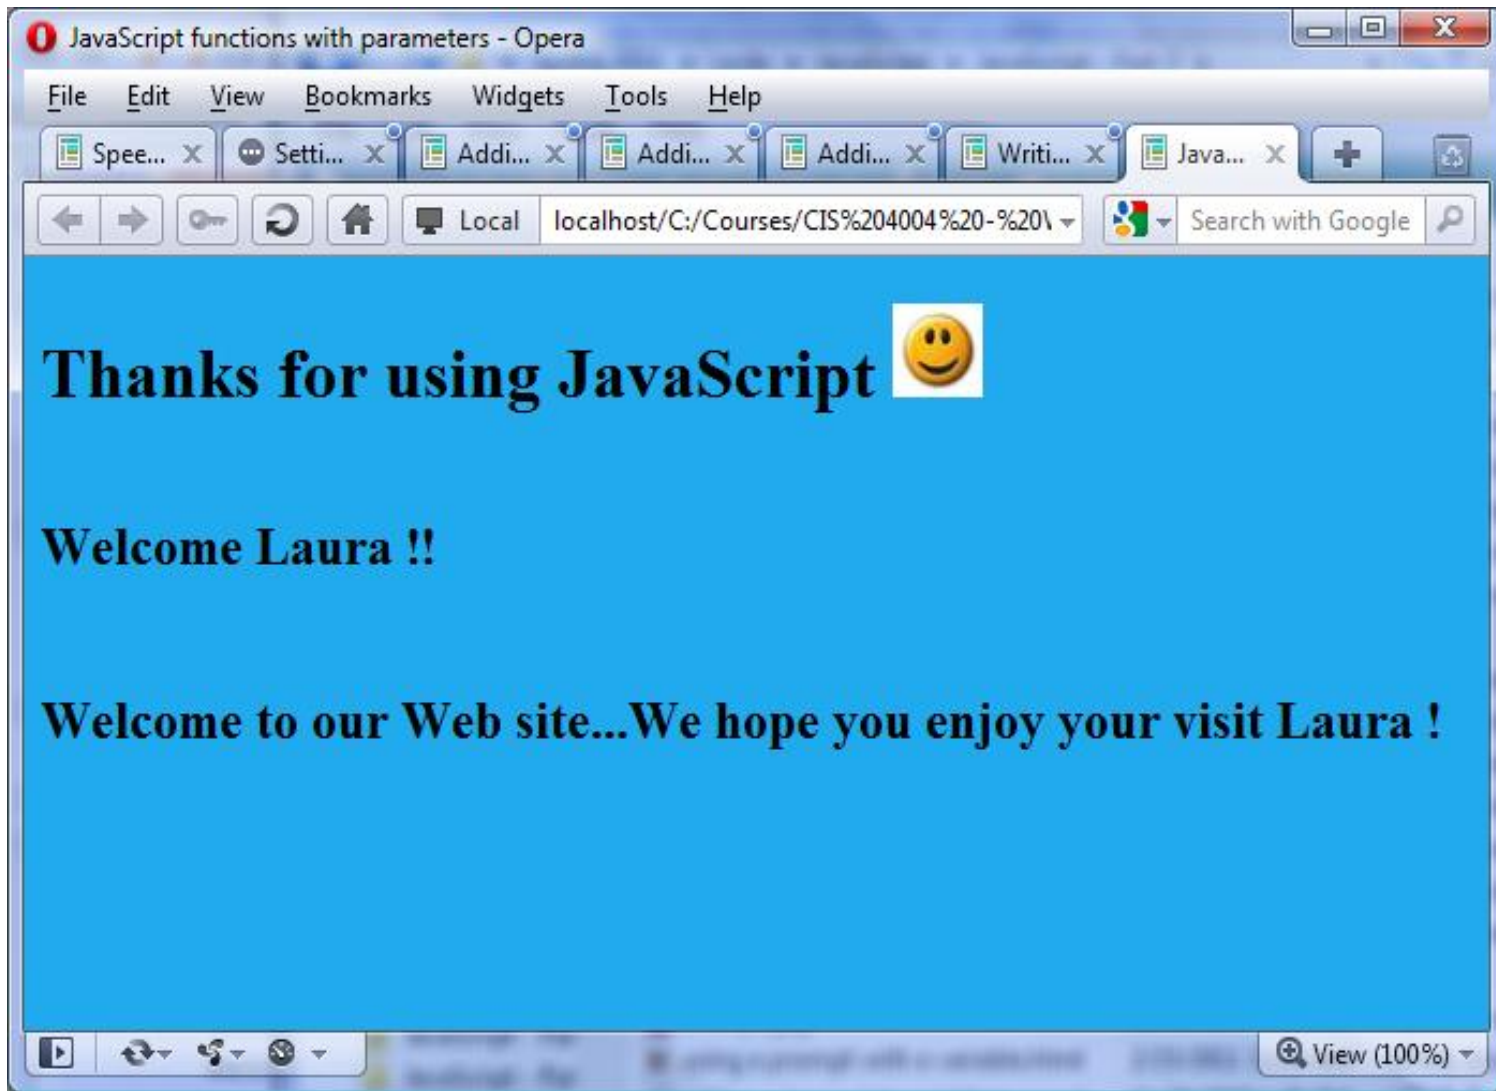 JavaScript functions with parameters - Opera
File Edit View Bookmarks Widgets Tools Help
Spee... Setti... Addi... Addi... Addi... Writi... Java...
Local localhost/C:/Courses/CIS%204004%20-%20\ Search with Google
Thanks for using JavaScript
Welcome Laura !!
Welcome to our Web site...We hope you enjoy your visit Laura !
View (100%)